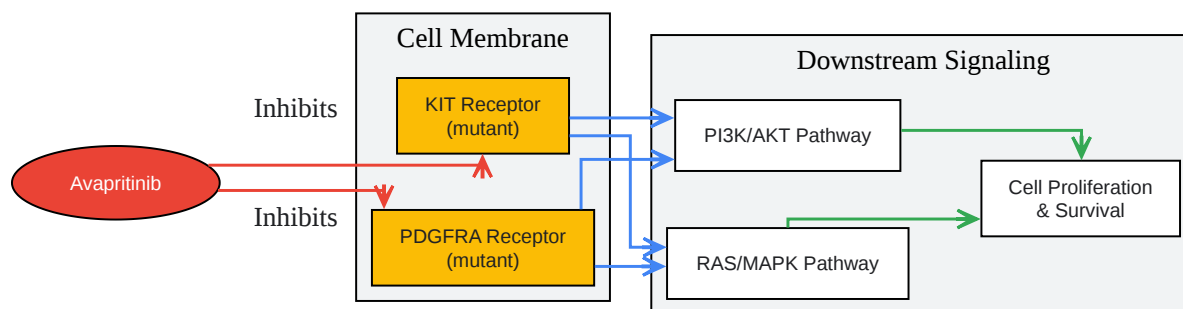 Cell Membrane
Downstream Signaling
Inhibits
KIT Receptor
(mutant)
PI3K/AKT Pathway
Avapritinib
Cell Proliferation
& Survival
Inhibits
PDGFRA Receptor
(mutant)
RAS/MAPK Pathway